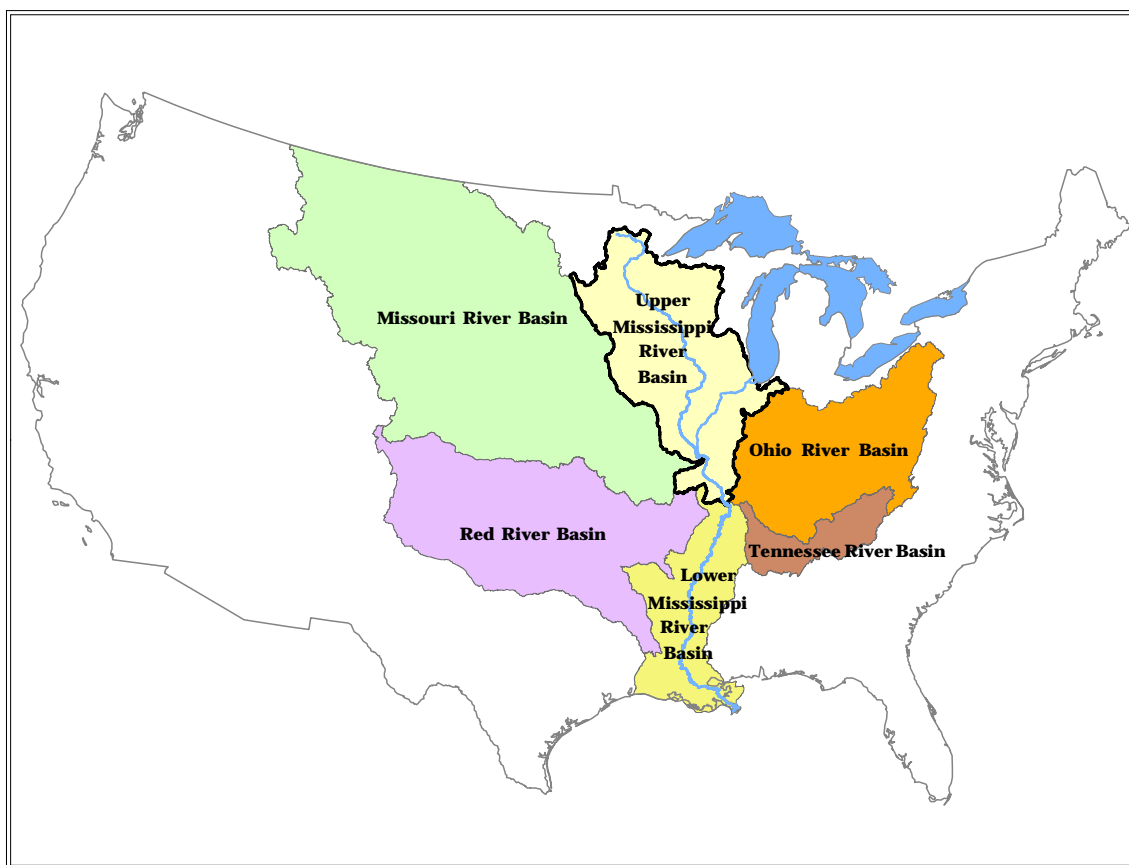 Upper
Mississippi
River
Basin
Missouri River Basin
Ohio River Basin
Red River Basin
Tennessee River Basin
Lower
Mississippi
River
Basin